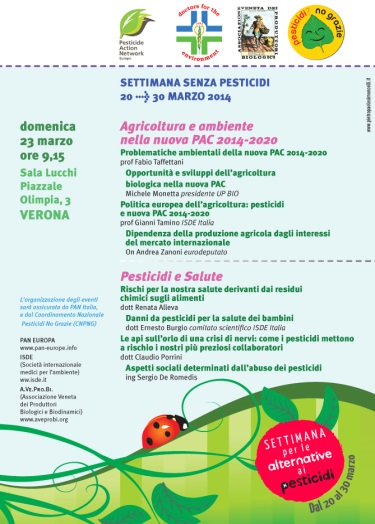 Pesticide
Action
Network
Europe
doctors for the
environment
ASSOCIAZIONE
VENETA DEI
PRODUTTORI
BIOLOGICI
pesticidi
no grazie
SETTIMANA SENZA PESTICIDI
20 ···> 30 MARZO 2014
domenica
23 marzo
ore 9,15
Sala Lucchi
Piazzale
Olimpia, 3
VERONA
Agricoltura e ambiente
nella nuova PAC 2014-2020
Problematiche ambientali della nuova PAC 2014-2020
prof Fabio Taffettani
Opportunità e sviluppi dell'agricoltura
biologica nella nuova PAC
Michele Monetta presidente UP BIO
Politica europea dell'agricoltura: pesticidi
e nuova PAC 2014-2020
prof Gianni Tamino ISDE Italia
Dipendenza della produzione agricola dagli interessi
del mercato internazionale
On Andrea Zanoni eurodeputato
Pesticidi e Salute
Rischi per la nostra salute derivanti dai residui
chimici sugli alimenti
dott Renata Alleva
Danni da pesticidi per la salute dei bambini
dott Ernesto Burgio comitato scientifico ISDE Italia
Le api sull'orlo di una crisi di nervi: come i pesticidi mettono
a rischio i nostri più preziosi collaboratori
dott Claudio Porrini
Aspetti sociali determinati dall'abuso dei pesticidi
ing Sergio De Romedis
L'organizzazione degli eventi
sarà assicurata da PAN Italia,
e dal Coordinamento Nazionale
Pesticidi No Grazie (CNPNG)
PAN EUROPA
www.pan-europe.info
ISDE
(Società internazionale
medici per l'ambiente)
ww.isde.it
A.Ve.Pro.Bi.
(Associazione Veneta
dei Produttori
Biologici e Biodinamici)
www.aveprobi.org
SETTIMANA
per le
alternative
ai
pesticidi
Dal 20 al 30 marzo